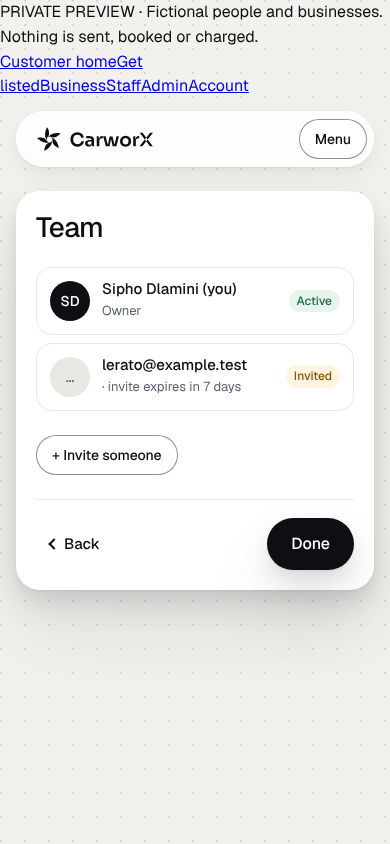 PRIVATE PREVIEW · Fictional people and businesses.
Nothing is sent, booked or charged.
Customer homeGet
listedBusinessStaffAdminAccount
CarworX
Menu
Team
SD
Sipho Dlamini (you)
Owner
Active
...
lerato@example.test
· invite expires in 7 days
Invited
+ Invite someone
Back
Done